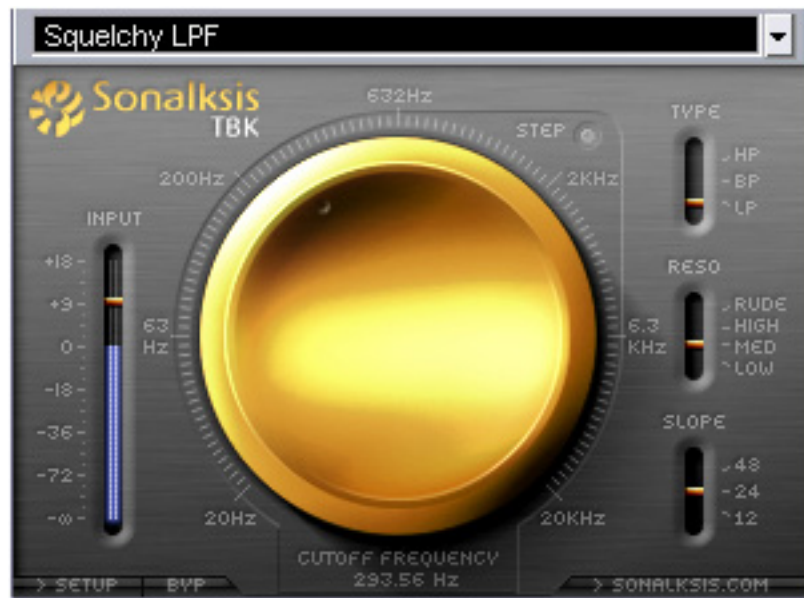 Squelchy LPF
Sonalksis
TBK
632Hz
STEP
TYPE
HP
BP
LP
200Hz
2KHz
INPUT
+18
+9
0
-18
-36
-72
-∞
63
Hz
6.3
KHz
RESO
RUDE
HIGH
MED
LOW
SLOPE
48
24
12
20Hz
20KHz
CUTOFF FREQUENCY
293.56 Hz
> SETUP
BYP
> SONALKSIS.COM